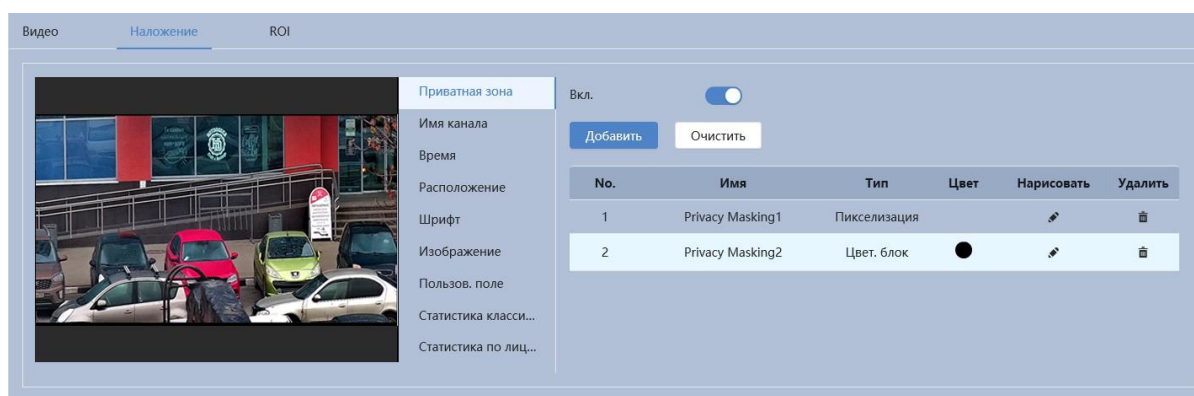 Видео Наложение ROI
Приватная зона
Имя канала
Время
Расположение
Шрифт
Изображение
Пользов. поле
Статистика класси...
Статистика по лиц...
Вкл.
Добавить Очистить
No. Имя Тип Цвет Нарисовать Удалить
1 Privacy Masking1 Пикселизация
2 Privacy Masking2 Цвет. блок